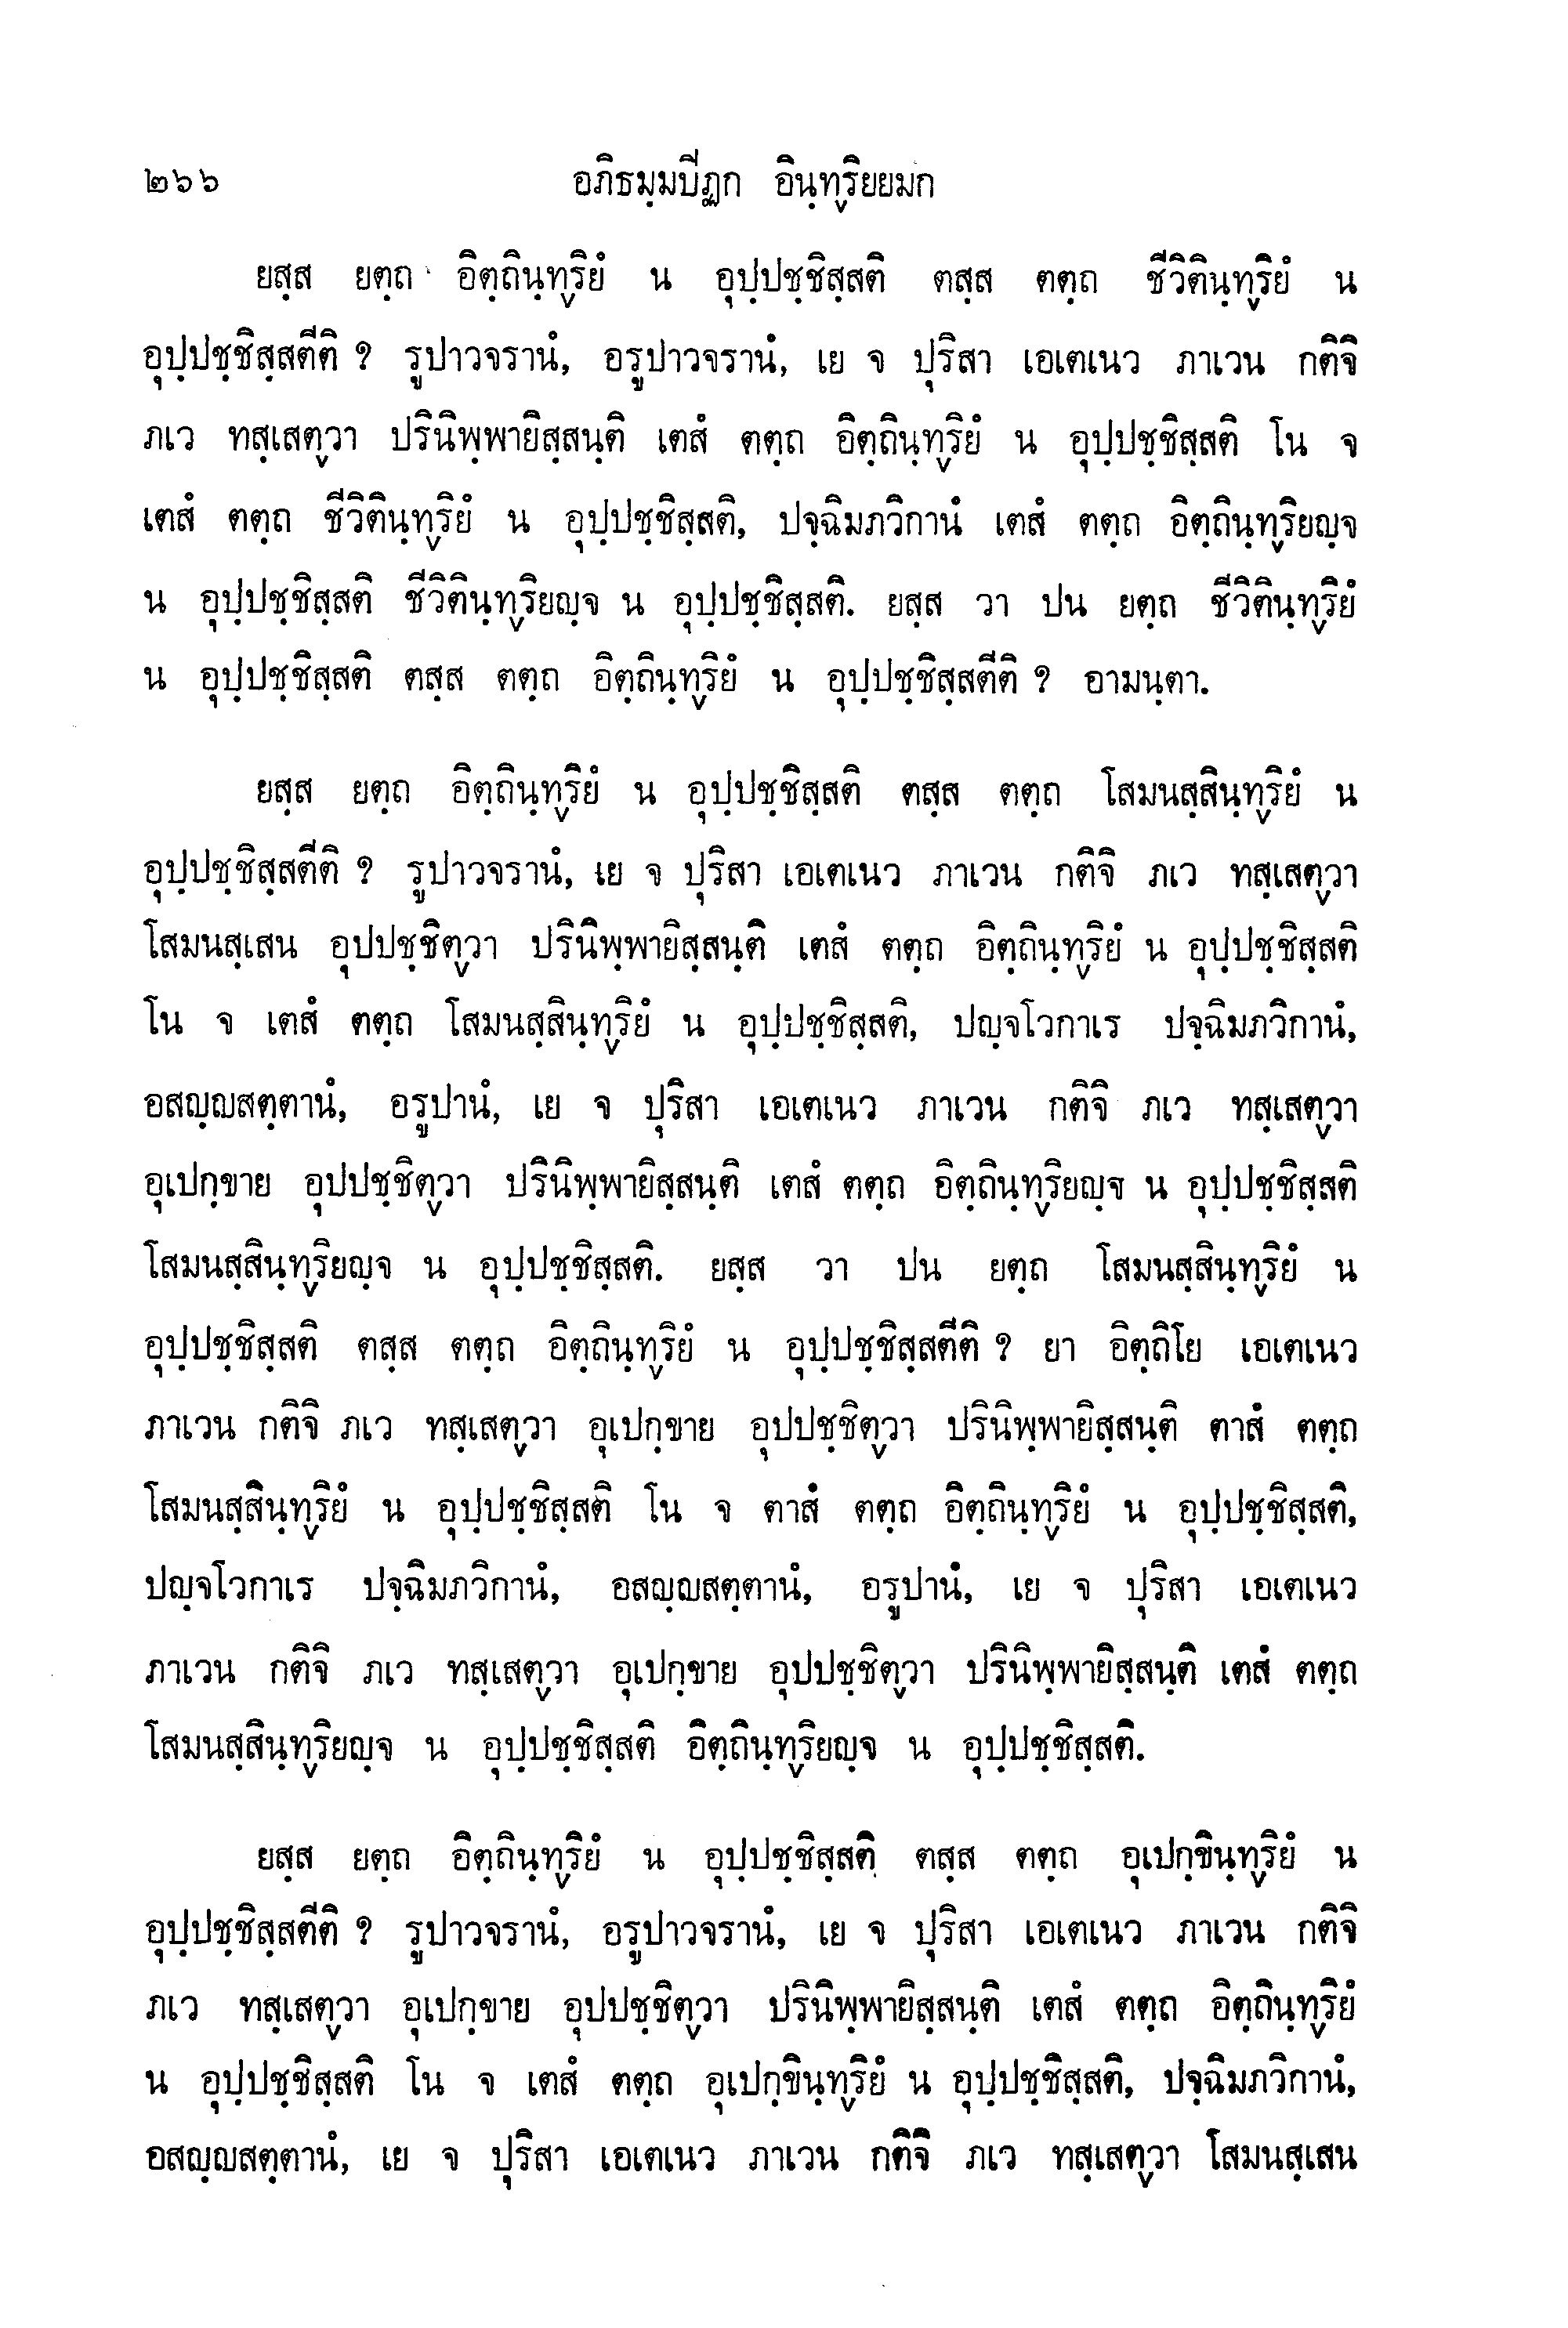 ๒๖๖ อภิธมฺมปีฏก อินฺทฺริยยมก
ยสฺส ยตฺถ อิตฺถินฺทฺริยํ น อุปฺปชฺชิสฺสติ ตสฺส ตตฺถ ชีวิตินฺทฺริยํ น
อุปฺปชฺชิสฺสตีติ ? รูปาวจรานํ, อรูปาวจรานํ, เย จ ปุริสา เอเตเนว ภาเวน กติจิ
ภเว ทสฺเสตฺวา ปรินิพฺพายิสฺสนฺติ เตสํ ตตฺถ อิตฺถินฺทฺริยํ น อุปฺปชฺชิสฺสติ โน จ
เตสํ ตตฺถ ชีวิตินฺทฺริยํ น อุปฺปชฺชิสฺสติ, ปจฺฉิมภวิกานํ เตสํ ตตฺถ อิตฺถินฺทฺริยญฺจ
น อุปฺปชฺชิสฺสติ ชีวิตินฺทฺริยญฺจ น อุปฺปชฺชิสฺสติ. ยสฺส วา ปน ยตฺถ ชีวิตินฺทฺริยํ
น อุปฺปชฺชิสฺสติ ตสฺส ตตฺถ อิตฺถินฺทฺริยํ น อุปฺปชฺชิสฺสตีติ ? อามนฺตา.
ยสฺส ยตฺถ อิตฺถินฺทฺริยํ น อุปฺปชฺชิสฺสติ ตสฺส ตตฺถ โสมนสฺสินฺทฺริยํ น
อุปฺปชฺชิสฺสตีติ ? รูปาวจรานํ, เย จ ปุริสา เอเตเนว ภาเวน กติจิ ภเว ทสฺเสตฺวา
โสมนสฺเสน อุปปชฺชิตฺวา ปรินิพฺพายิสฺสนฺติ เตสํ ตตฺถ อิตฺถินฺทฺริยํ น อุปฺปชฺชิสฺสติ
โน จ เตสํ ตตฺถ โสมนสฺสินฺทฺริยํ น อุปฺปชฺชิสฺสติ, ปญฺจโวกาเร ปจฺฉิมภวิกานํ,
อสญฺญสตฺตานํ, อรูปานํ, เย จ ปุริสา เอเตเนว ภาเวน กติจิ ภเว ทสฺเสตฺวา
อุเปกฺขาย อุปปชฺชิตฺวา ปรินิพฺพายิสฺสนฺติ เตสํ ตตฺถ อิตฺถินฺทฺริยญฺจ น อุปฺปชฺชิสฺสติ
โสมนสฺสินฺทฺริยญฺจ น อุปฺปชฺชิสฺสติ. ยสฺส วา ปน ยตฺถ โสมนสฺสินฺทฺริยํ น
อุปฺปชฺชิสฺสติ ตสฺส ตตฺถ อิตฺถินฺทฺริยํ น อุปฺปชฺชิสฺสตีติ ? ยา อิตฺถิโย เอเตเนว
ภาเวน กติจิ ภเว ทสฺเสตฺวา อุเปกฺขาย อุปปชฺชิตฺวา ปรินิพฺพายิสฺสนฺติ ตาสํ ตตฺถ
โสมนสฺสินฺทฺริยํ น อุปฺปชฺชิสฺสติ โน จ ตาสํ ตตฺถ อิตฺถินฺทฺริยํ น อุปฺปชฺชิสฺสติ,
ปญฺจโวกาเร ปจฺฉิมภวิกานํ, อสญฺญสตฺตานํ, อรูปานํ, เย จ ปุริสา เอเตเนว
ภาเวน กติจิ ภเว ทสฺเสตฺวา อุเปกฺขาย อุปปชฺชิตฺวา ปรินิพฺพายิสฺสนฺติ เตสํ ตตฺถ
โสมนสฺสินฺทฺริยญฺจ น อุปฺปชฺชิสฺสติ อิตฺถินฺทฺริยญฺจ น อุปฺปชฺชิสฺสติ.
ยสฺส ยตฺถ อิตฺถินฺทฺริยํ น อุปฺปชฺชิสฺสติ ตสฺส ตตฺถ อุเปกฺขินฺทฺริยํ น
อุปฺปชฺชิสฺสตีติ ? รูปาวจรานํ, อรูปาวจรานํ, เย จ ปุริสา เอเตเนว ภาเวน กติจิ
ภเว ทสฺเสตฺวา อุเปกฺขาย อุปปชฺชิตฺวา ปรินิพฺพายิสฺสนฺติ เตสํ ตตฺถ อิตฺถินฺทฺริยํ
น อุปฺปชฺชิสฺสติ โน จ เตสํ ตตฺถ อุเปกฺขินฺทฺริยํ น อุปฺปชฺชิสฺสติ, ปจฺฉิมภวิกานํ,
อสญฺญสตฺตานํ, เย จ ปุริสา เอเตเนว ภาเวน กติจิ ภเว ทสฺเสตฺวา โสมนสฺเสน